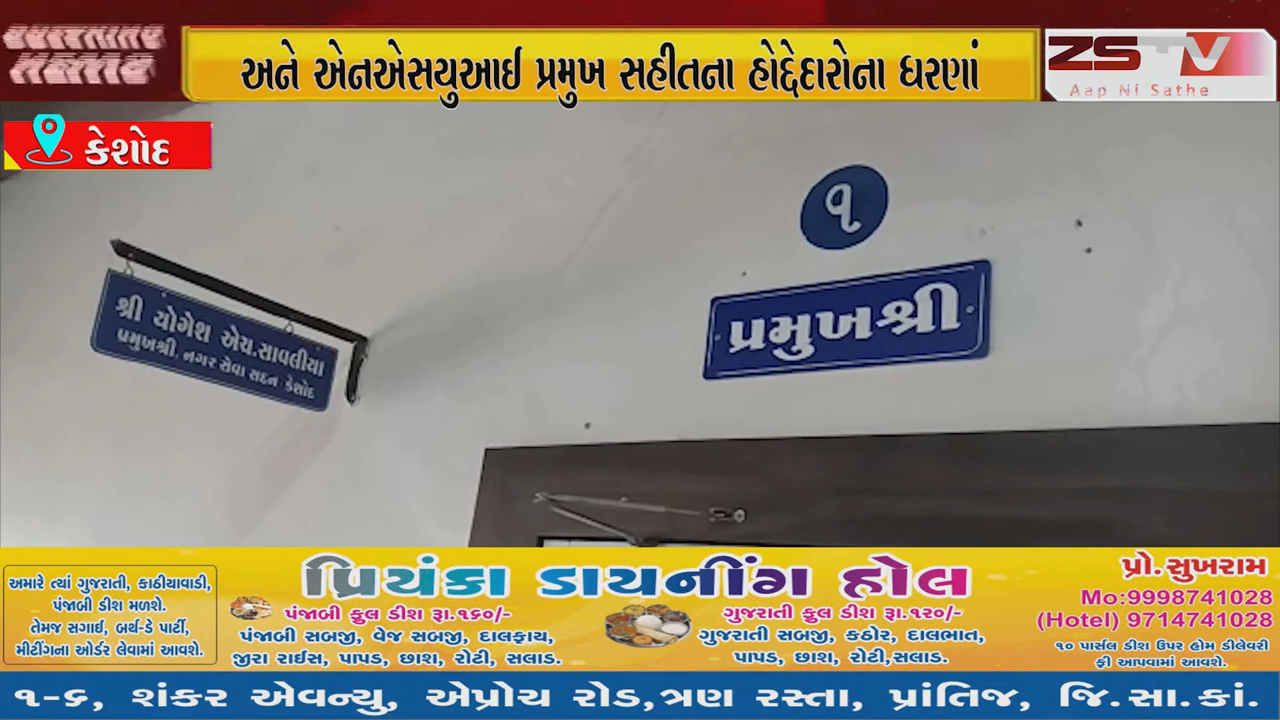 અને એનએસયુઆઈ પ્રમુખ સહીતના હોદ્દેદારોના ધરણાં
ZSTV
Aap Ni Sathe
કેશોદ
૧
પ્રમુખશ્રી
શ્રી યોગેશ એચ.સાવલીયા
પ્રમુખશ્રી, નગર સેવા સદન કેશોદ
અમારે ત્યાં ગુજરાતી, કાઠીયાવાડી,
પંજાબી ડીશ મળશે.
તેમજ સગાઈ, બર્થ-ડે પાર્ટી,
મીટીંગના ઓર્ડર લેવામાં આવશે.
પ્રિયંકા ડાયનીંગ હોલ
પંજાબી ફુલ ડીશ રૂા.૧૬૦/-
પંજાબી સબજી, વેજ સબજી, દાલફ્રાય,
જીરા રાઈસ, પાપડ, છાશ, રોટી, સલાડ.
ગુજરાતી ફુલ ડીશ રૂા.૧૨૦/-
ગુજરાતી સબજી, કઠોર, દાલભાત,
પાપડ, છાશ, રોટી,સલાડ.
પ્રો.સુખરામ
Mo:9998741028
(Hotel) 9714741028
૧૦ પાર્સલ ડીશ ઉપર હોમ ડીલેવરી
ફ્રી આપવામાં આવશે.
૧-૬, શંકર એવન્યુ, એપ્રોચ રોડ,ત્રણ રસ્તા, પ્રાંતિજ, જિ.સા.કાં.